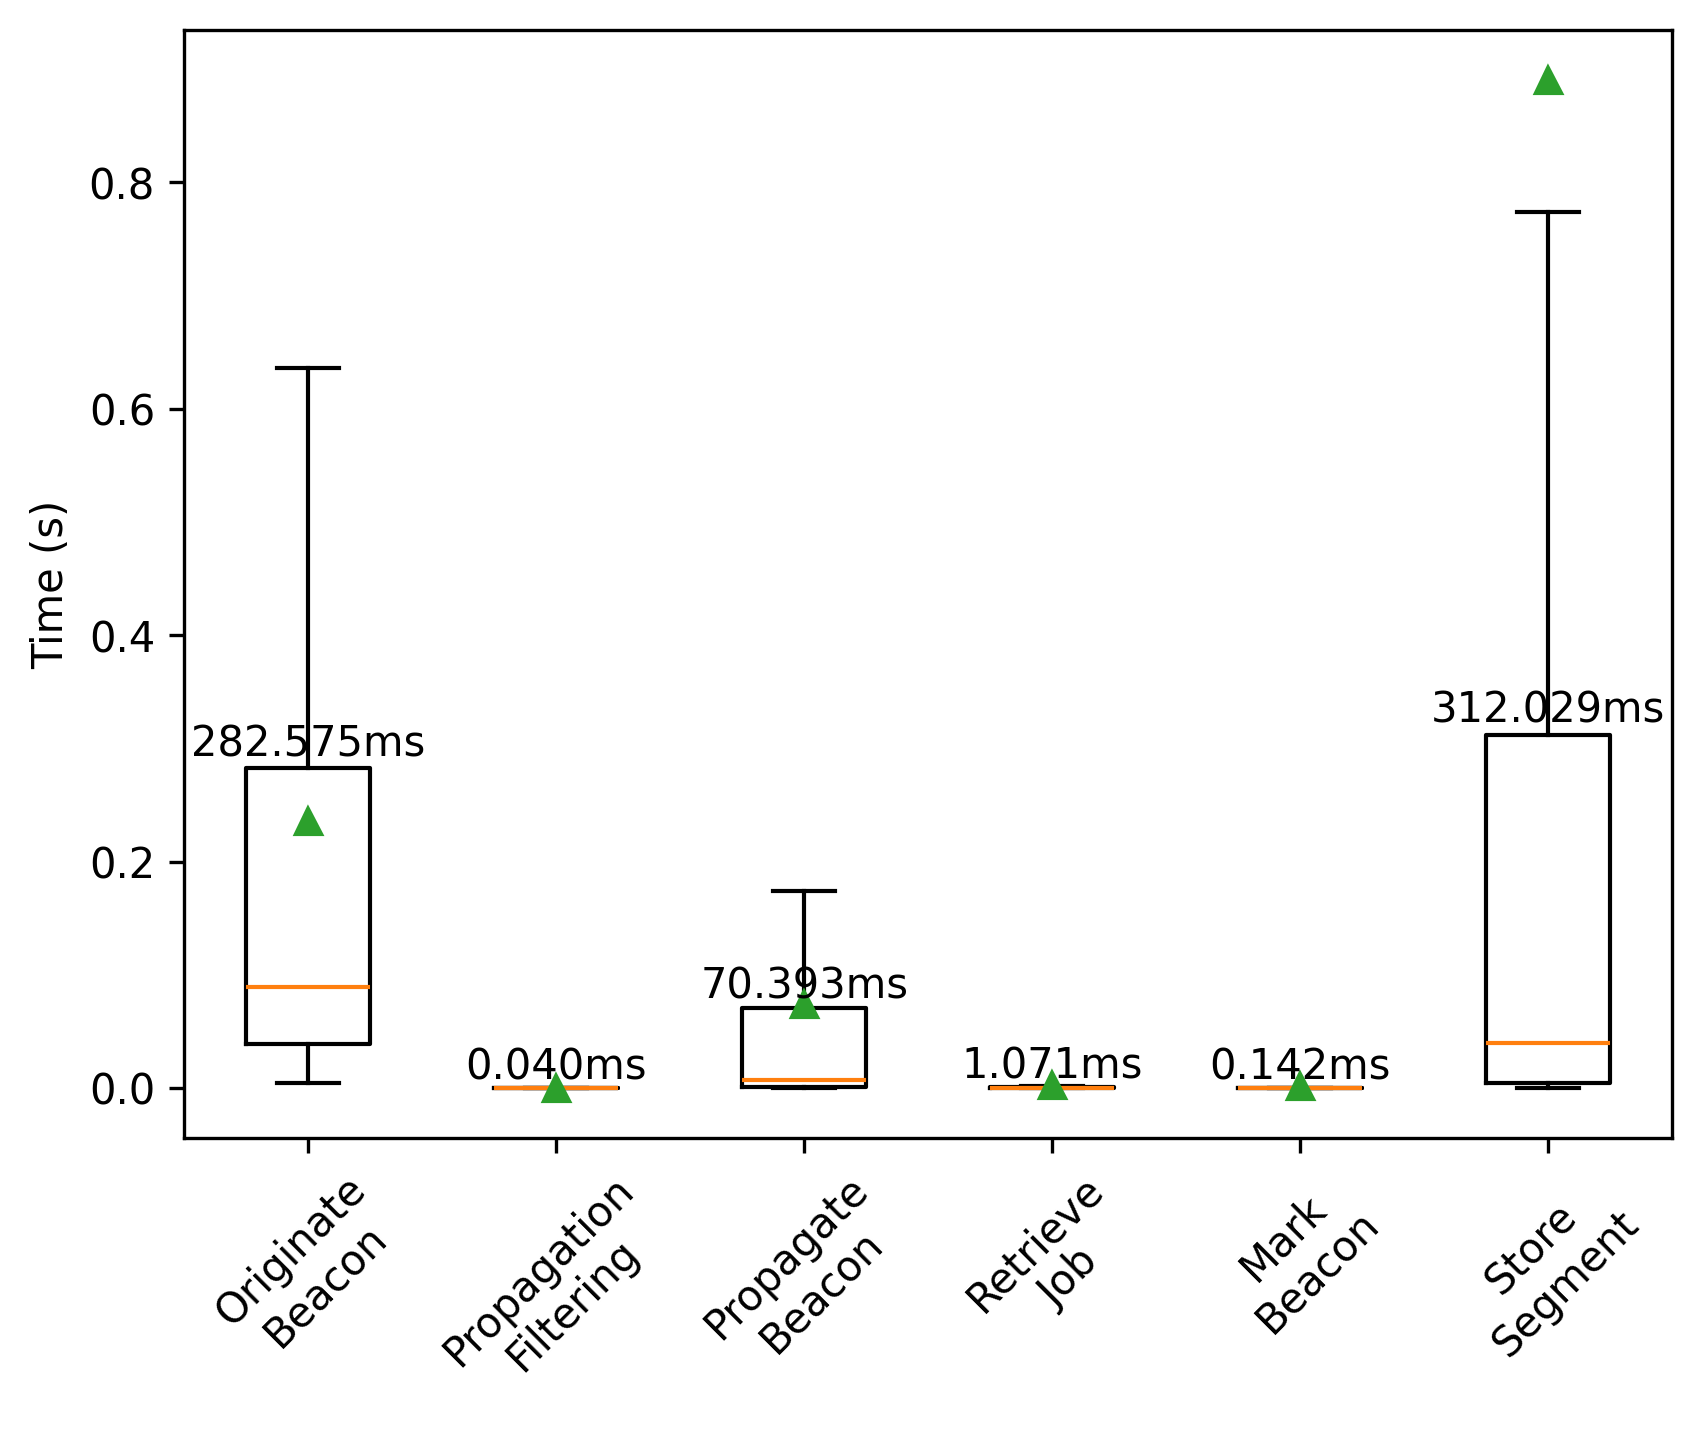 0.8
0.6
0.4
0.2
0.0
Time (s)
282.575ms
0.040ms
70.393ms
1.071ms
0.142ms
312.029ms
Originate
Beacon
Propagation
Filtering
Propagate
Beacon
Retrieve
Job
Mark
Beacon
Store
Segment